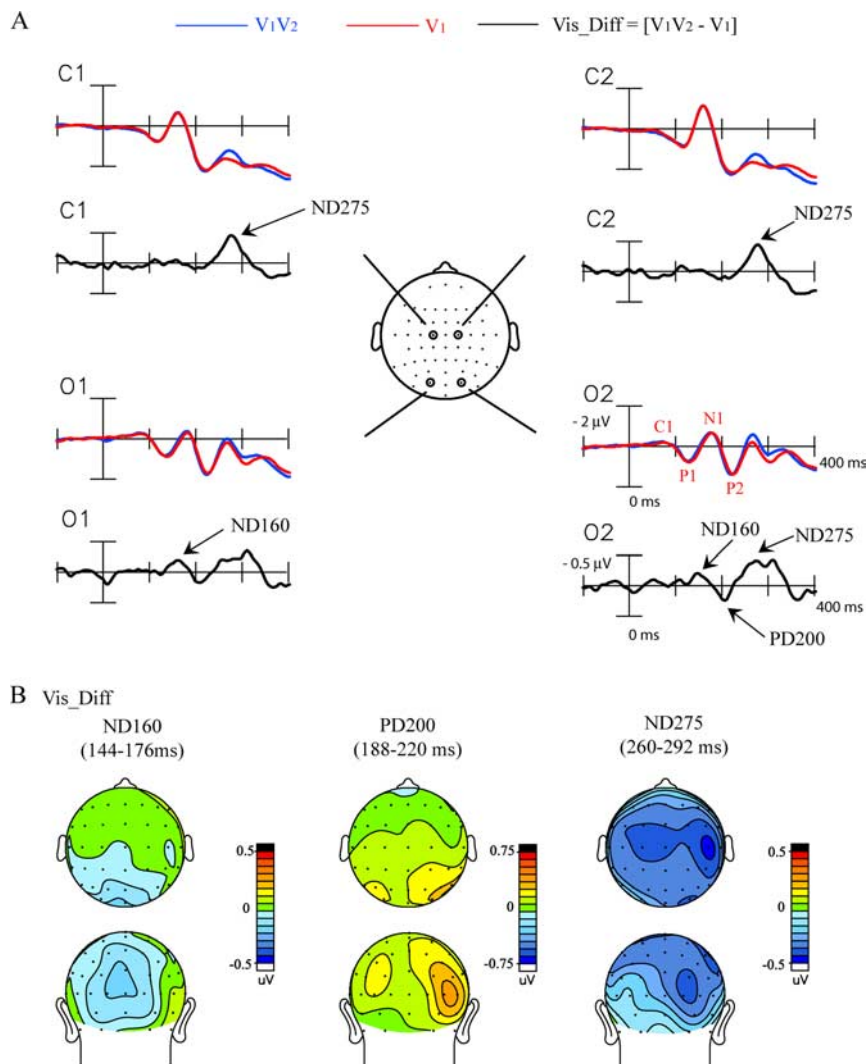 A
V1V2
V1
Vis_Diff = [V1V2 - V1]
C1
C2
C1
ND275
C2
ND275
O1
O2
- 2 µV
C1
N1
P1
P2
400 ms
0 ms
O1
ND160
O2
ND160
ND275
- 0.5 µV
400 ms
0 ms
PD200
B
Vis_Diff
ND160
(144-176ms)
PD200
(188-220 ms)
ND275
(260-292 ms)
0.5
0
-0.5
uV
0.75
0
-0.75
uV
0.5
0
-0.5
uV